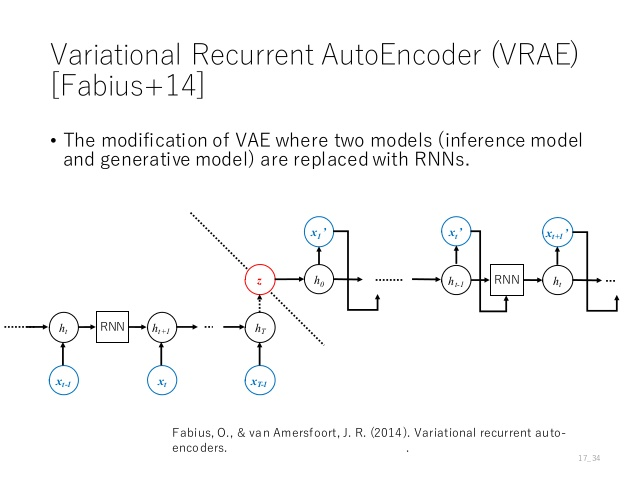 Variational Recurrent AutoEncoder (VRAE)
[Fabius+14]
• The modification of VAE where two models (inference model
and generative model) are replaced with RNNs.
x1' xt' xt+1'
z h0 ........ ht-1 RNN ht ...
ht RNN ht+1 ... hT
xt-1 xt xT-1
Fabius, O., & van Amersfoort, J. R. (2014). Variational recurrent auto-
encoders. .
17_34